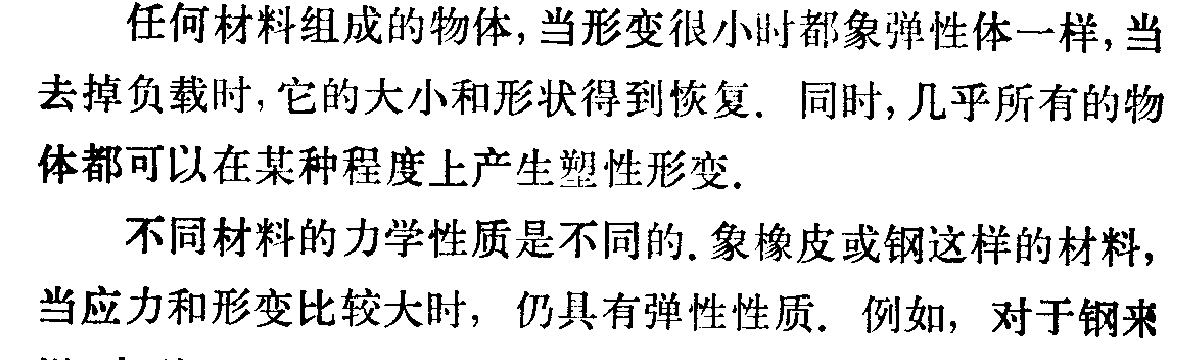 任何材料组成的物体,当形变很小时都象弹性体一样,当
去掉负载时,它的大小和形状得到恢复. 同时,几乎所有的物
体都可以在某种程度上产生塑性形变.
不同材料的力学性质是不同的.象橡皮或钢这样的材料,
当应力和形变比较大时, 仍具有弹性性质. 例如, 对于钢来